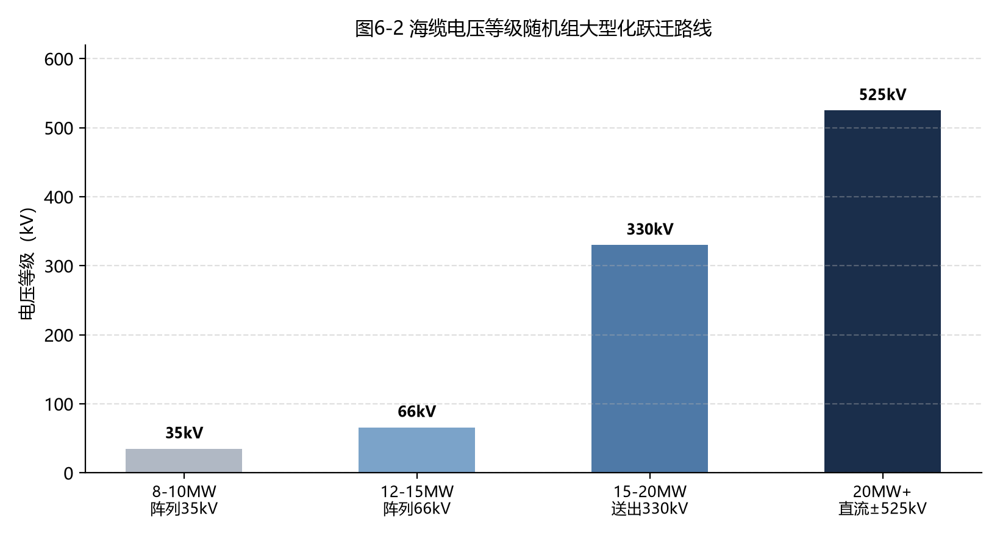 图6-2 海缆电压等级随机组大型化跃迁路线
电压等级（kV）
600
500
400
300
200
100
0
35kV
66kV
330kV
525kV
8-10MW
阵列35kV
12-15MW
阵列66kV
15-20MW
送出330kV
20MW+
直流±525kV